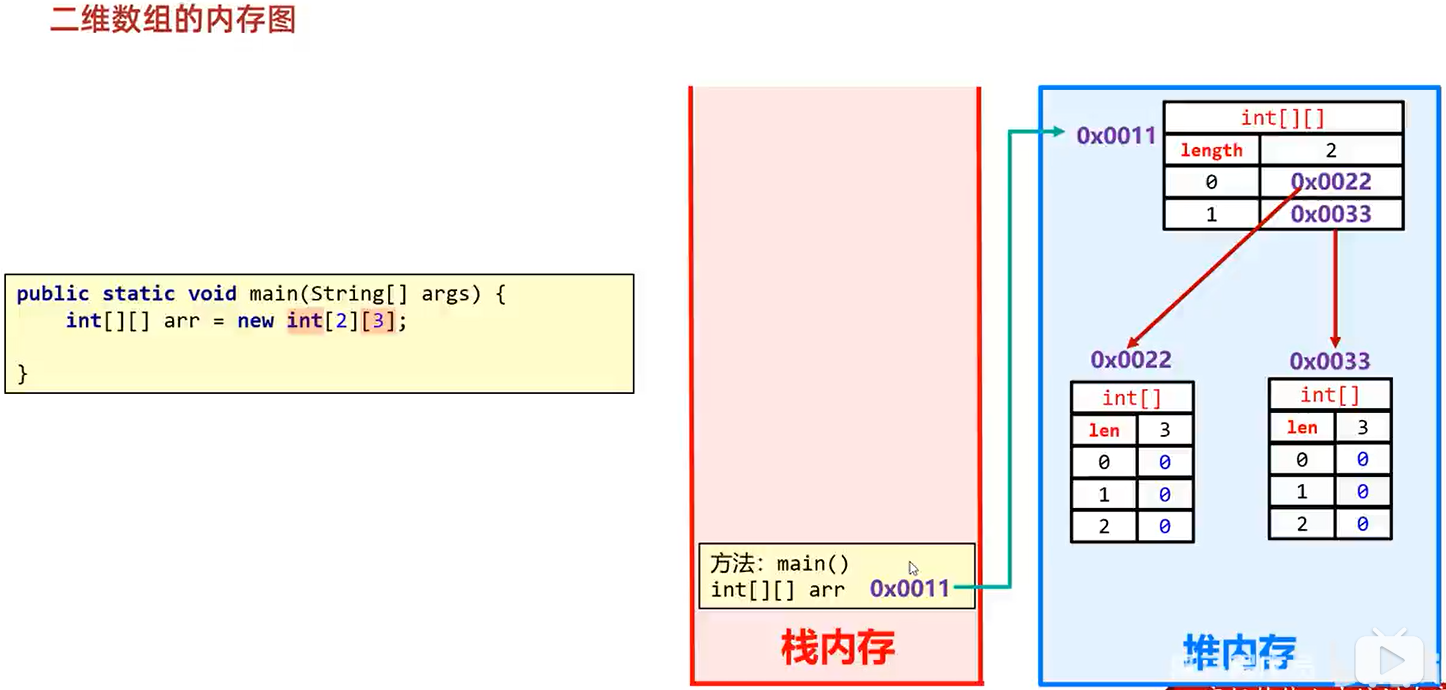 二维数组的内存图
public static void main(String[] args) {
int[][] arr = new int[2][3];
}
方法：main()
int[][] arr 0x0011
栈内存
0x0011
int[][]
length 2
0 0x0022
1 0x0033
0x0022
int[]
len 3
0 0
1 0
2 0
0x0033
int[]
len 3
0 0
1 0
2 0
堆内存